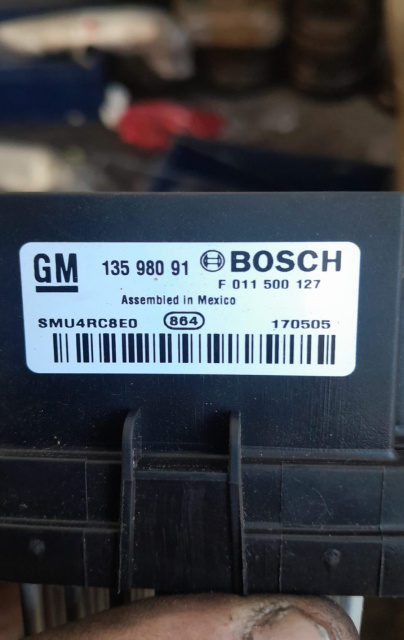 GM 135 980 91 BOSCH
F 011 500 127
Assembled in Mexico
SMU4RC8E0 864 170505